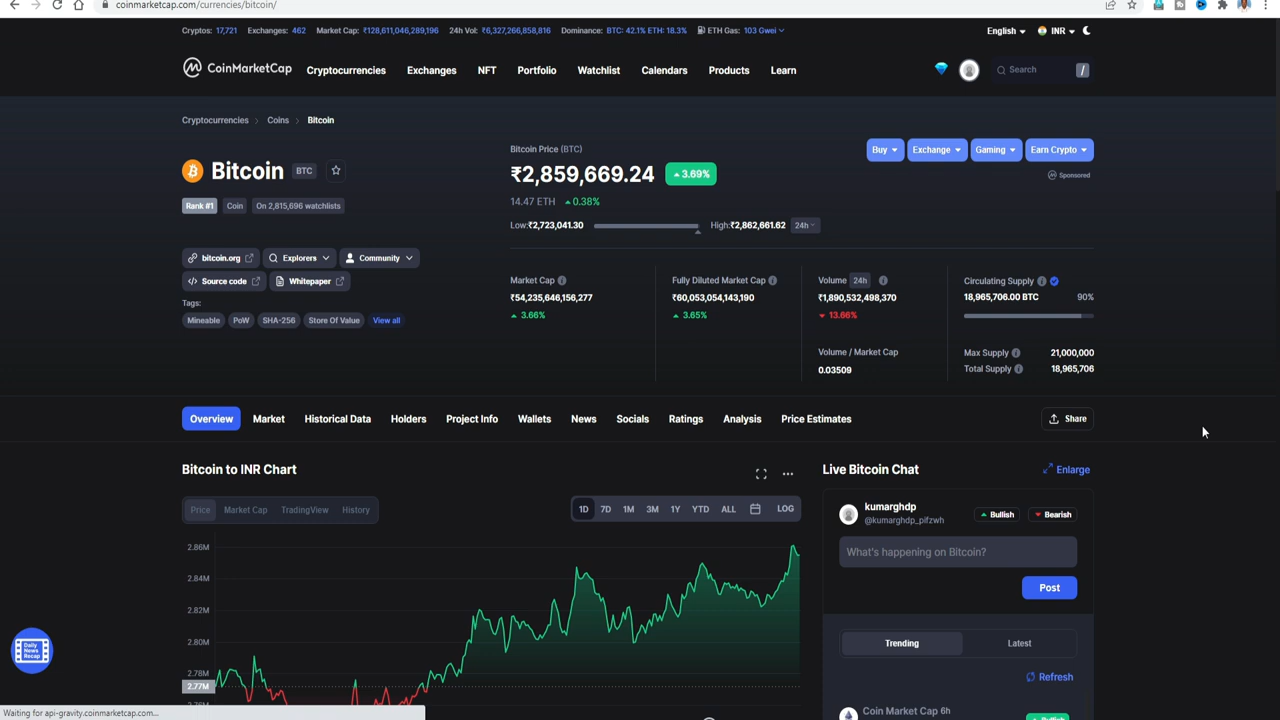 coinmarketcap.com/currencies/bitcoin/
Cryptos: 17,721 Exchanges: 462 Market Cap: ₹128,611,046,289,196 24h Vol: ₹6,327,266,858,816 Dominance: BTC: 42.1% ETH: 18.3% ETH Gas: 103 Gwei English INR
CoinMarketCap Cryptocurrencies Exchanges NFT Portfolio Watchlist Calendars Products Learn Search /
Cryptocurrencies Coins Bitcoin
Bitcoin Price (BTC)
Buy Exchange Gaming Earn Crypto
Bitcoin BTC
₹2,859,669.24 3.69%
Sponsored
14.47 ETH 0.38%
Rank #1 Coin On 2,815,696 watchlists
Low:₹2,723,041.30 High:₹2,862,661.62 24h
bitcoin.org Explorers Community
Source code Whitepaper
Tags:
Mineable PoW SHA-256 Store Of Value View all
Market Cap
₹54,235,646,156,277
3.66%
Fully Diluted Market Cap
₹60,053,054,143,190
3.65%
Volume 24h
₹1,890,532,498,370
13.66%
Volume / Market Cap
0.03509
Circulating Supply
18,965,706.00 BTC 90%
Max Supply 21,000,000
Total Supply 18,965,706
Overview Market Historical Data Holders Project Info Wallets News Socials Ratings Analysis Price Estimates Share
Bitcoin to INR Chart
Price Market Cap TradingView History
1D 7D 1M 3M 1Y YTD ALL LOG
2.86M
2.84M
2.82M
2.80M
2.78M
2.77M
2.76M
Live Bitcoin Chat Enlarge
kumarghdp
@kumarghdp_pifzwh
Bullish Bearish
What's happening on Bitcoin?
Post
Trending Latest
Refresh
Coin Market Cap 6h
Bullish
Daily
News
Recap
Waiting for api-gravity.coinmarketcap.com...